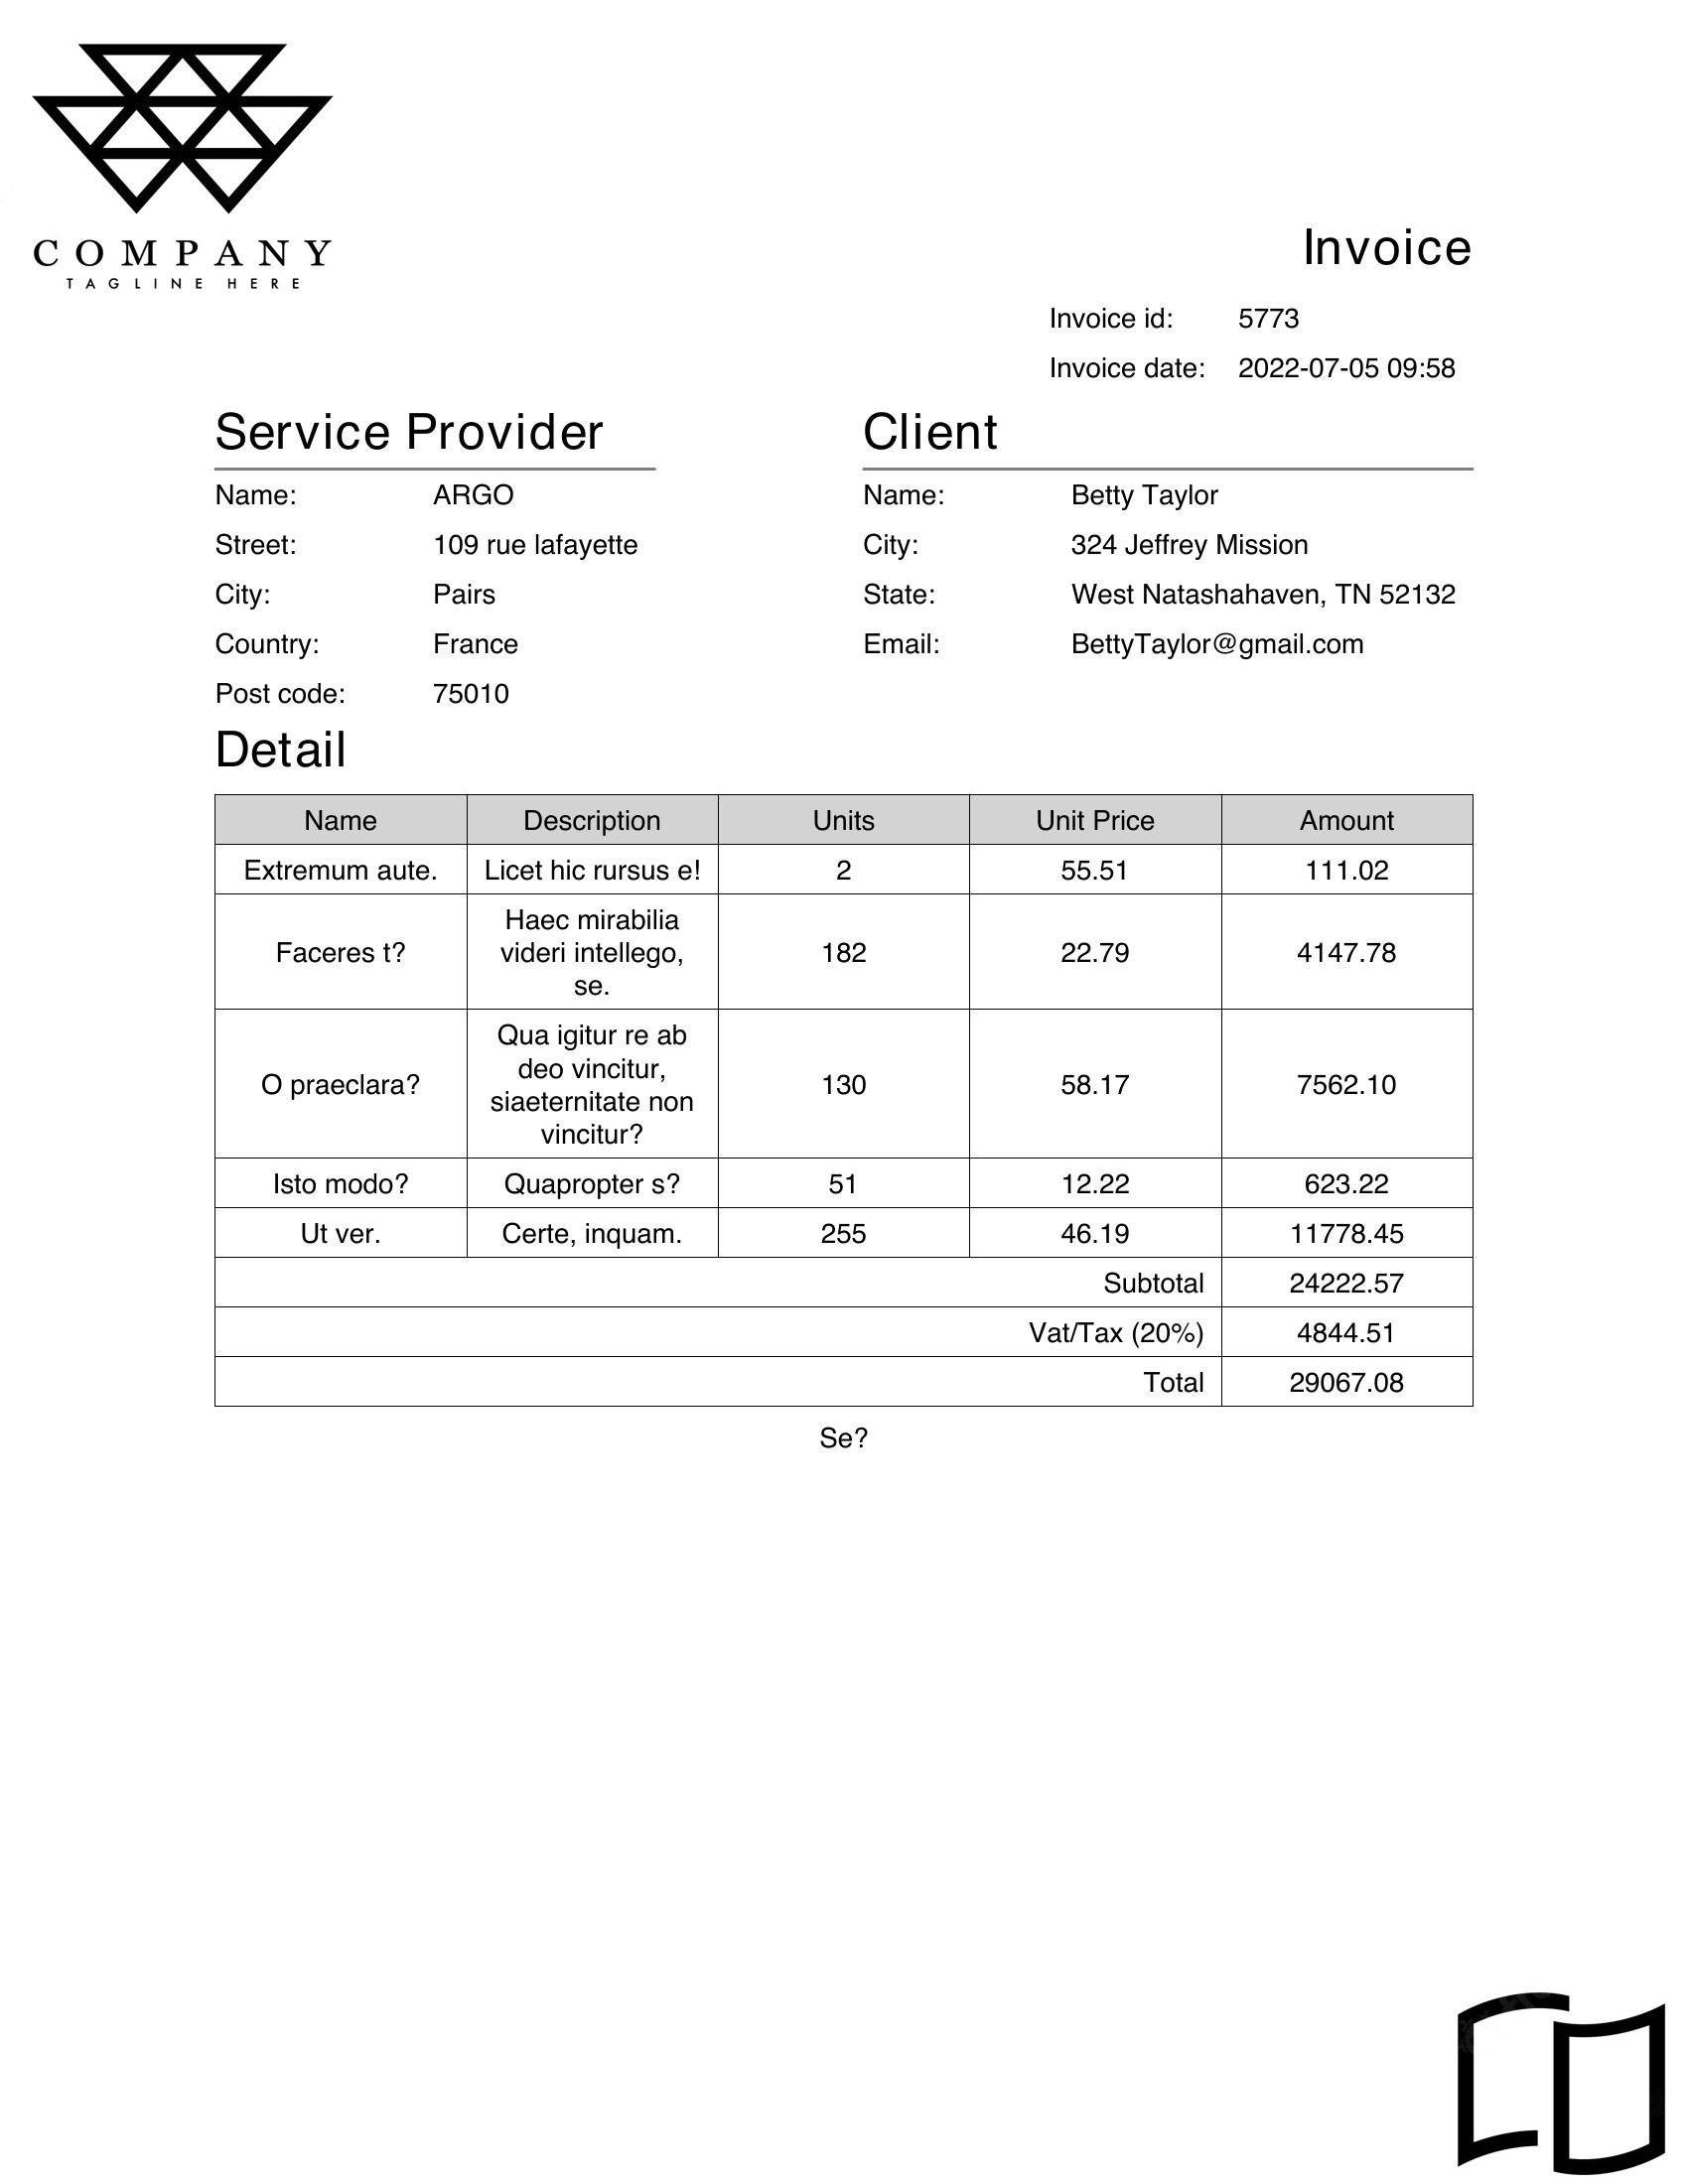 COMPANY
TAGLINE HERE
Invoice
Invoice id: 5773
Invoice date: 2022-07-05 09:58
Service Provider
Name: ARGO
Street: 109 rue lafayette
City: Pairs
Country: France
Post code: 75010
Client
Name: Betty Taylor
City: 324 Jeffrey Mission
State: West Natashahaven, TN 52132
Email: BettyTaylor@gmail.com
Detail
Name Description Units Unit Price Amount
Extremum aute. Licet hic rursus e! 2 55.51 111.02
Faceres t? Haec mirabilia
videri intellego,
se. 182 22.79 4147.78
O praeclara? Qua igitur re ab
deo vincitur,
siaeternitate non
vincitur? 130 58.17 7562.10
Isto modo? Quapropter s? 51 12.22 623.22
Ut ver. Certe, inquam. 255 46.19 11778.45
Subtotal 24222.57
Vat/Tax (20%) 4844.51
Total 29067.08
Se?